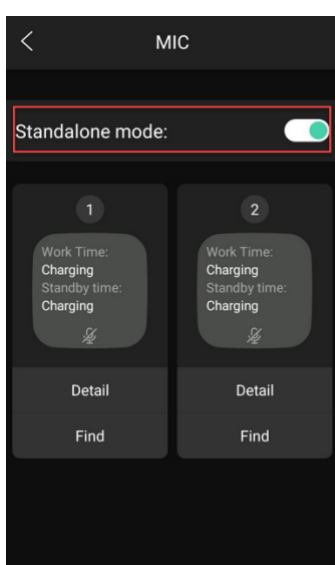 MIC
Standalone mode:
1
Work Time:
Charging
Standby time:
Charging
Detail
Find
2
Work Time:
Charging
Standby time:
Charging
Detail
Find